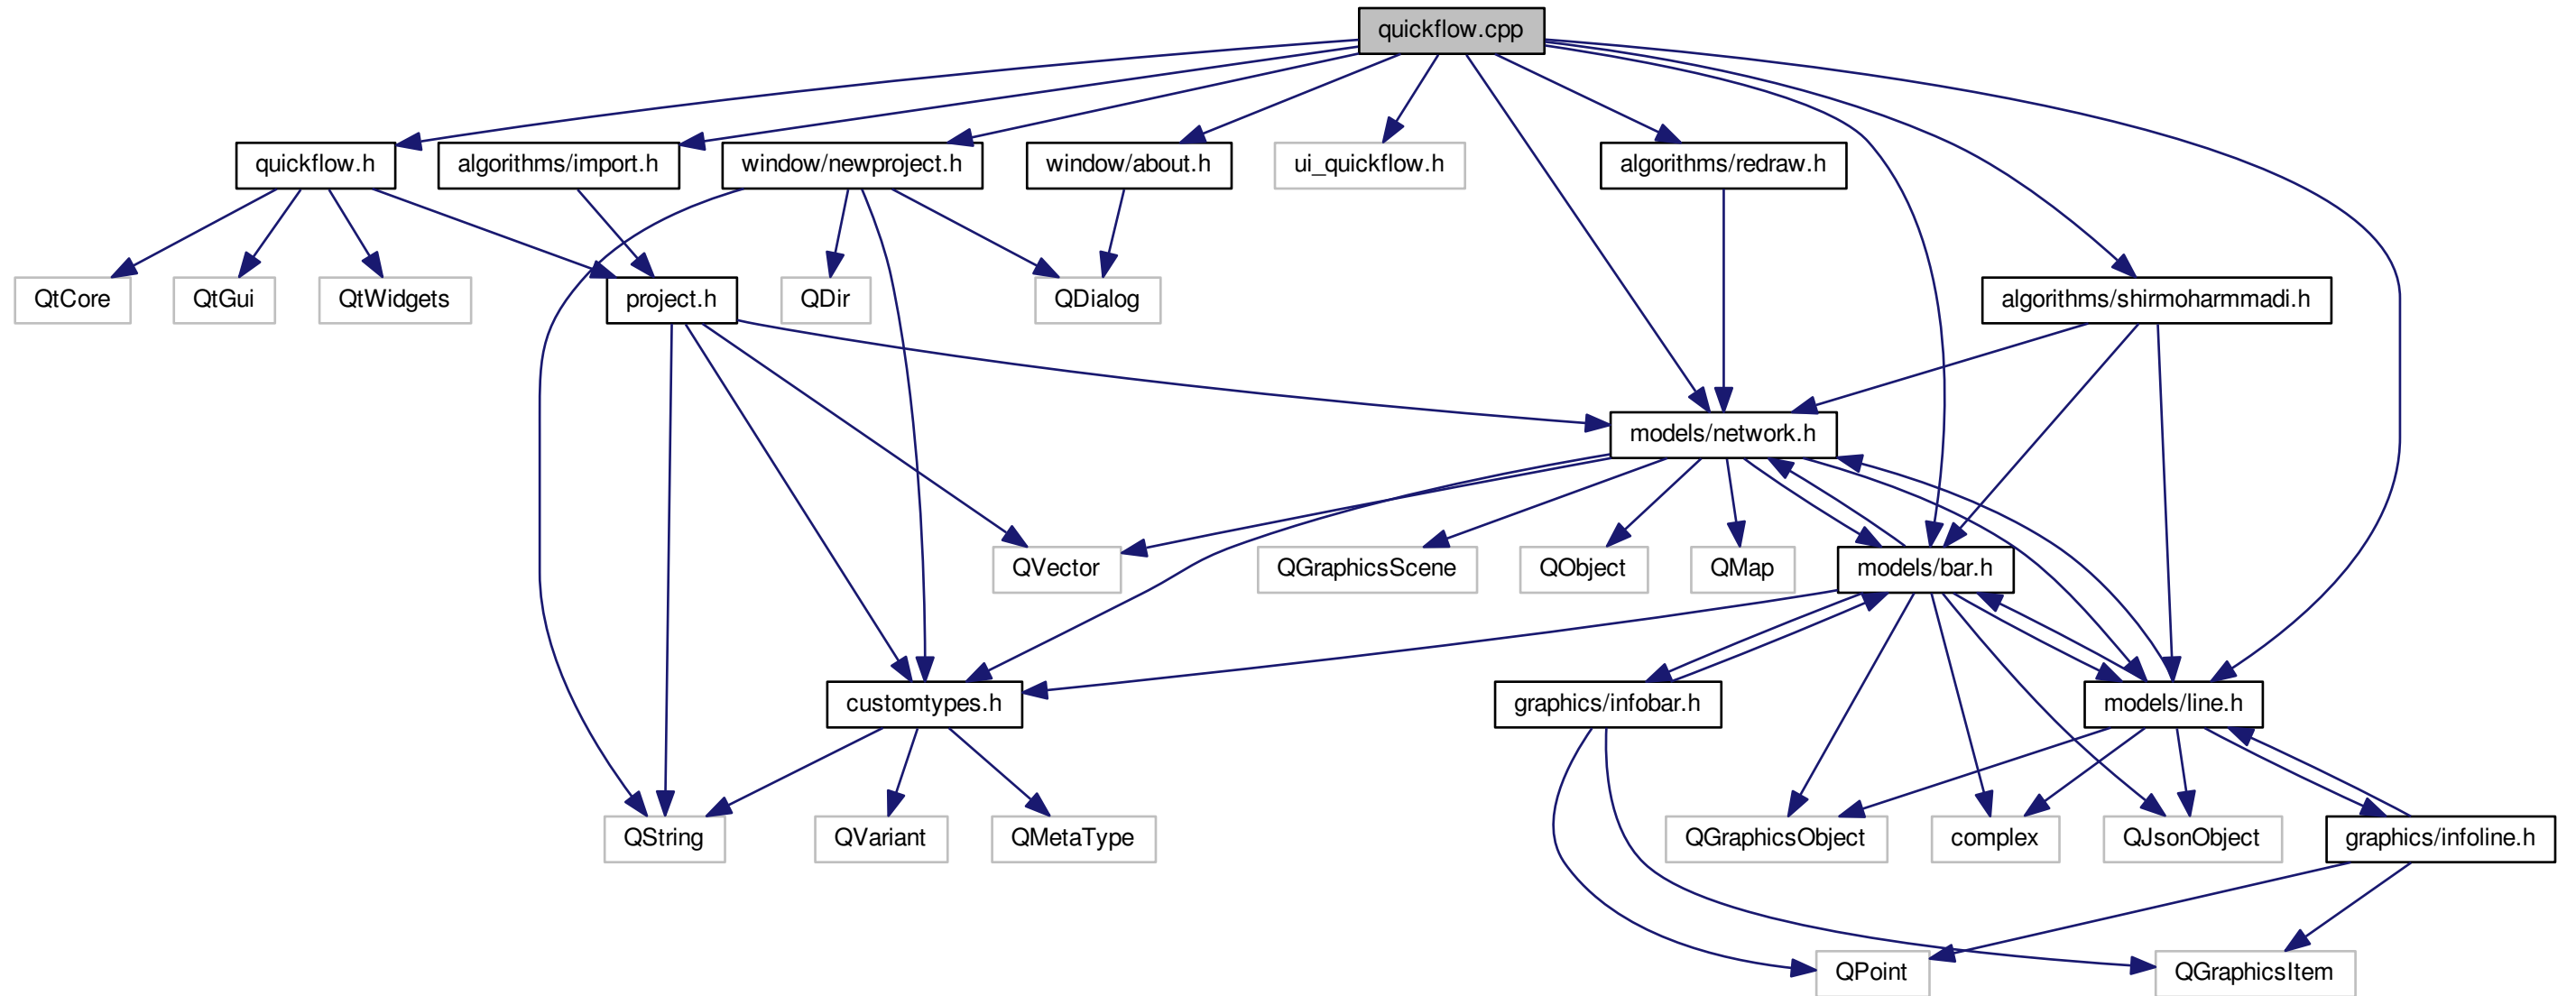 quickflow.cpp
quickflow.h
algorithms/import.h
window/newproject.h
window/about.h
ui_quickflow.h
algorithms/redraw.h
QtCore
QtGui
QtWidgets
project.h
QDir
QDialog
algorithms/shirmoharmmadi.h
models/network.h
QVector
QGraphicsScene
QObject
QMap
models/bar.h
customtypes.h
graphics/infobar.h
models/line.h
QString
QVariant
QMetaType
QGraphicsObject
complex
QJsonObject
graphics/infoline.h
QPoint
QGraphicsItem